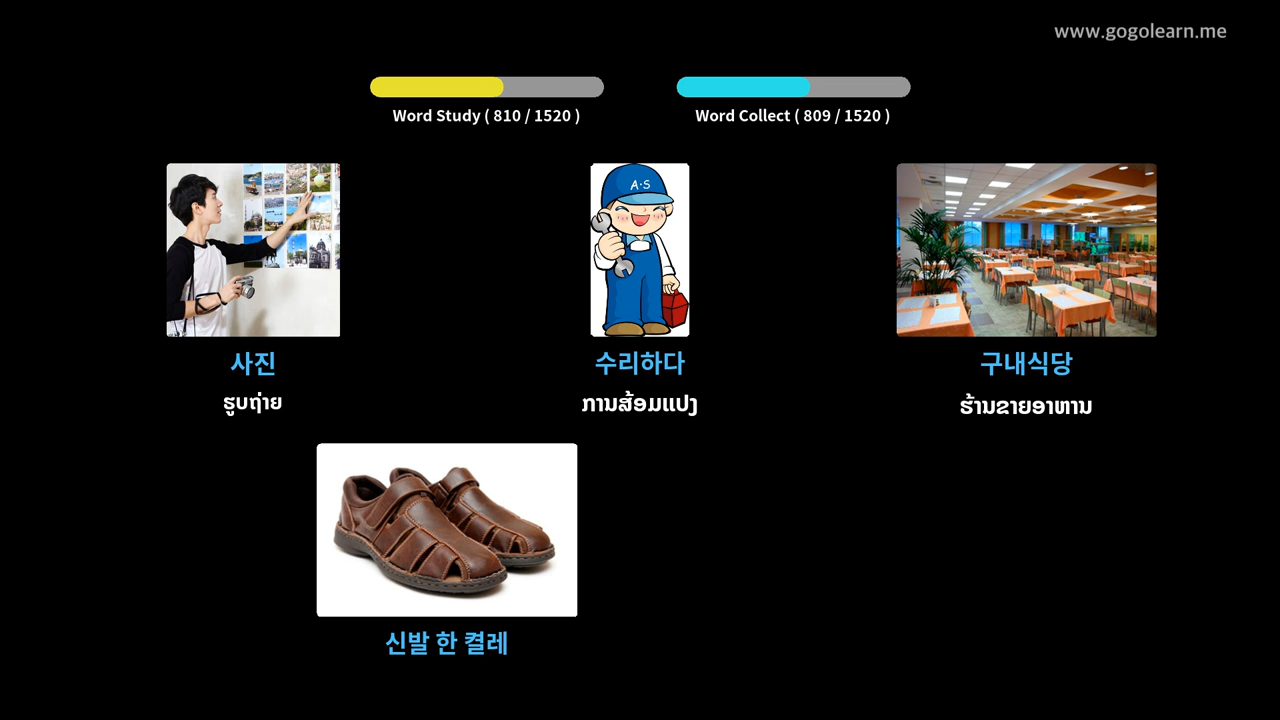 www.gogolearn.me
Word Study ( 810 / 1520 )
Word Collect ( 809 / 1520 )
A·S
사진
수리하다
구내식당
ຮູບຖ່າຍ
ການສ້ອມແປງ
ຮ້ານຂາຍອາຫານ
신발 한 켤레